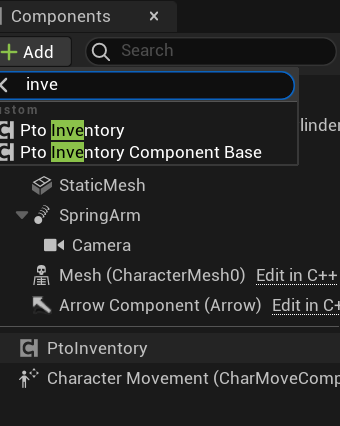 Components
Add
Search
inve
ustom
Pto Inventory
Pto Inventory Component Base
linder
StaticMesh
SpringArm
Camera
Mesh (CharacterMesh0) Edit in C++
Arrow Component (Arrow) Edit in C+
PtoInventory
Character Movement (CharMoveComp